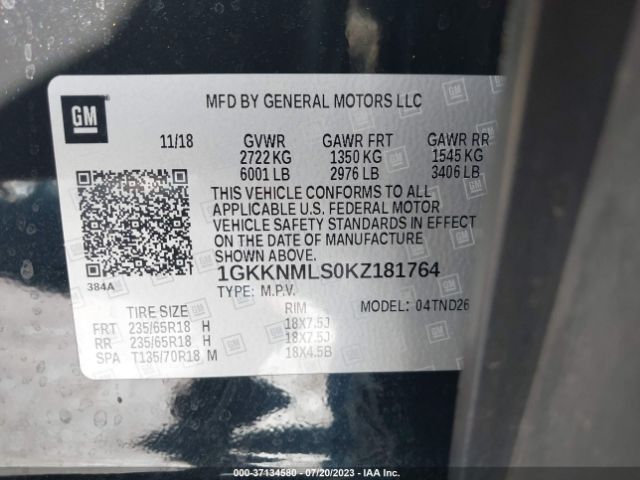 GM
MFD BY GENERAL MOTORS LLC
11/18 GVWR GAWR FRT GAWR RR
2722 KG 1350 KG 1545 KG
6001 LB 2976 LB 3406 LB
THIS VEHICLE CONFORMS TO ALL
APPLICABLE U.S. FEDERAL MOTOR
VEHICLE SAFETY STANDARDS IN EFFECT
ON THE DATE OF MANUFACTURE
SHOWN ABOVE.
384A
1GKKNMLS0KZ181764
TYPE: M.P.V.
MODEL: 04TND26
TIRE SIZE RIM
FRT 235/65R18 H 18X7.5J
RR 235/65R18 H 18X7.5J
SPA T135/70R18 M 18X4.5B
000-37134580 - 07/20/2023 - IAA Inc.